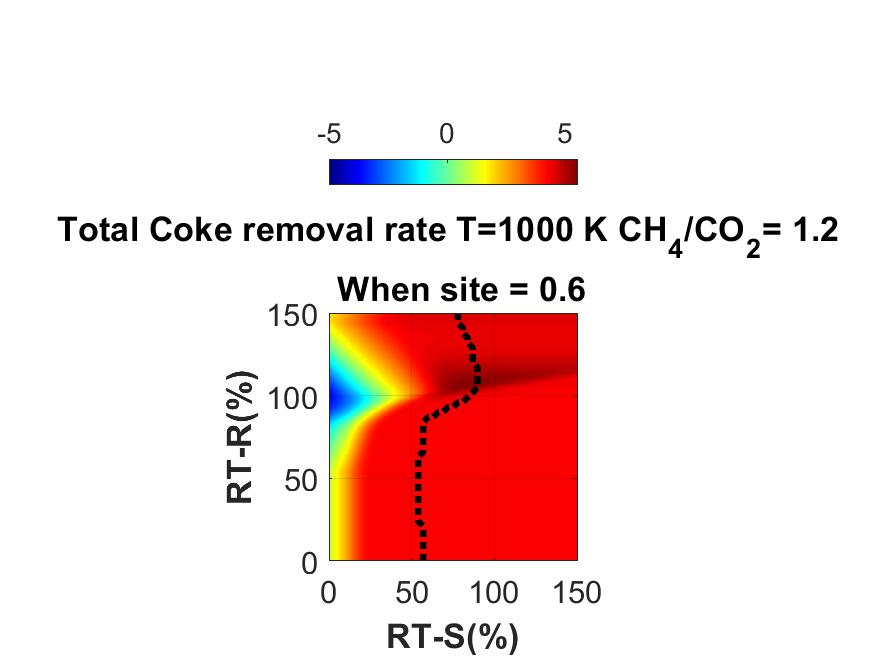 -5 0 5
Total Coke removal rate T=1000 K CH4/CO2= 1.2
When site = 0.6
150
100
50
0
RT-R(%)
0 50 100 150
RT-S(%)